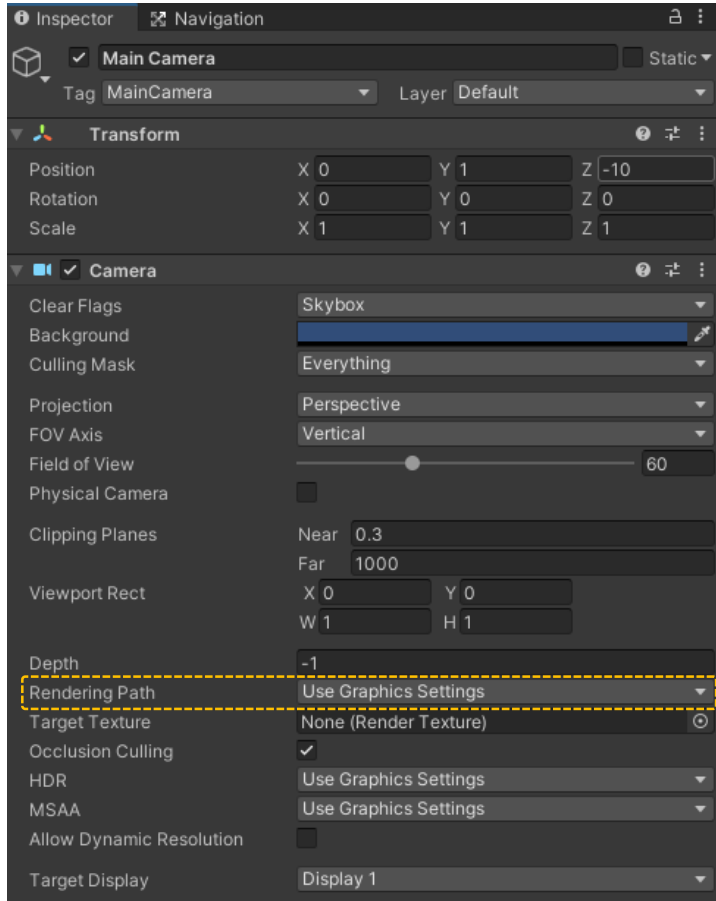 Inspector Navigation
Main Camera Static
Tag MainCamera Layer Default
Transform
Position X 0 Y 1 Z -10
Rotation X 0 Y 0 Z 0
Scale X 1 Y 1 Z 1
Camera
Clear Flags Skybox
Background
Culling Mask Everything
Projection Perspective
FOV Axis Vertical
Field of View 60
Physical Camera
Clipping Planes Near 0.3
Far 1000
Viewport Rect X 0 Y 0
W 1 H 1
Depth -1
Rendering Path Use Graphics Settings
Target Texture None (Render Texture)
Occlusion Culling
HDR Use Graphics Settings
MSAA Use Graphics Settings
Allow Dynamic Resolution
Target Display Display 1